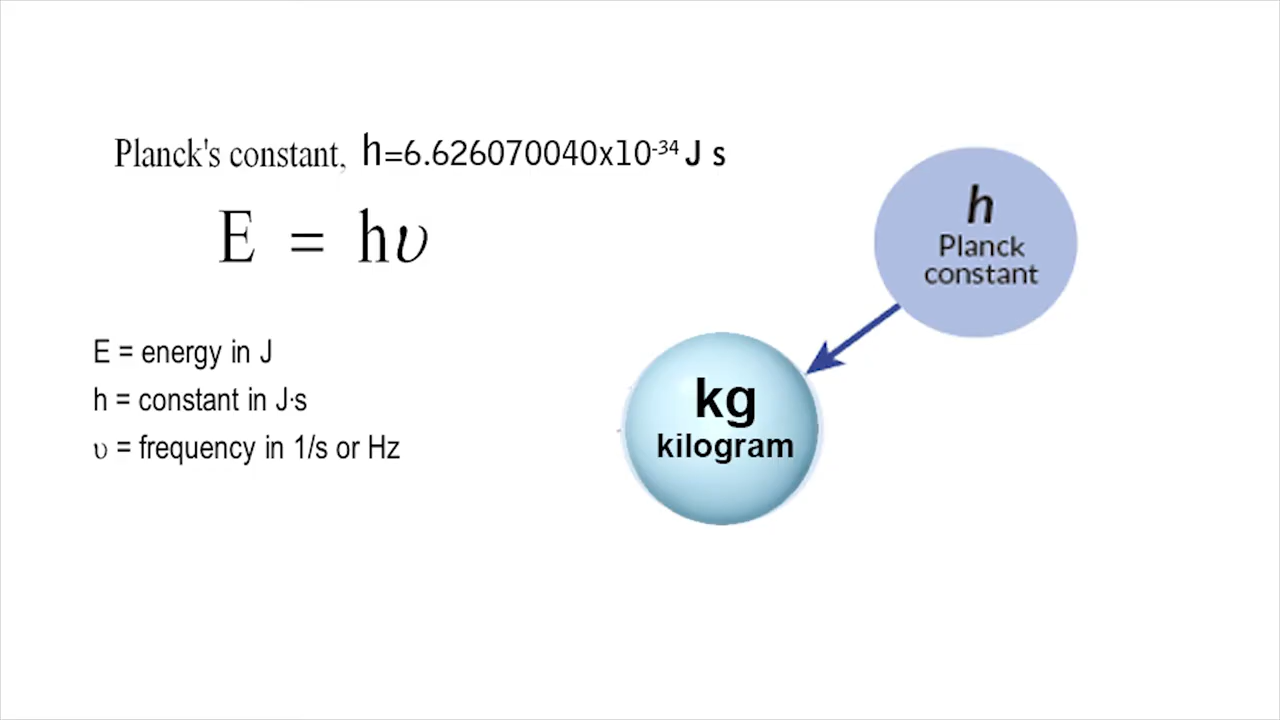 Planck's constant, h=6.626070040x10⁻³⁴ J s
E = hυ
E = energy in J
h = constant in J·s
υ = frequency in 1/s or Hz
h
Planck
constant
kg
kilogram